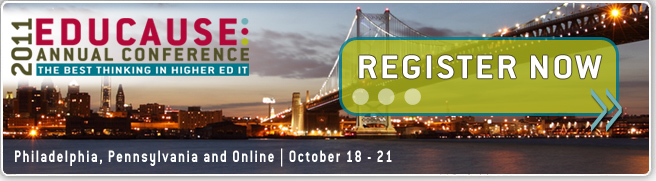 2011
EDUCAUSE:
ANNUAL CONFERENCE
THE BEST THINKING IN HIGHER ED IT
REGISTER NOW
Philadelphia, Pennsylvania and Online | October 18 - 21